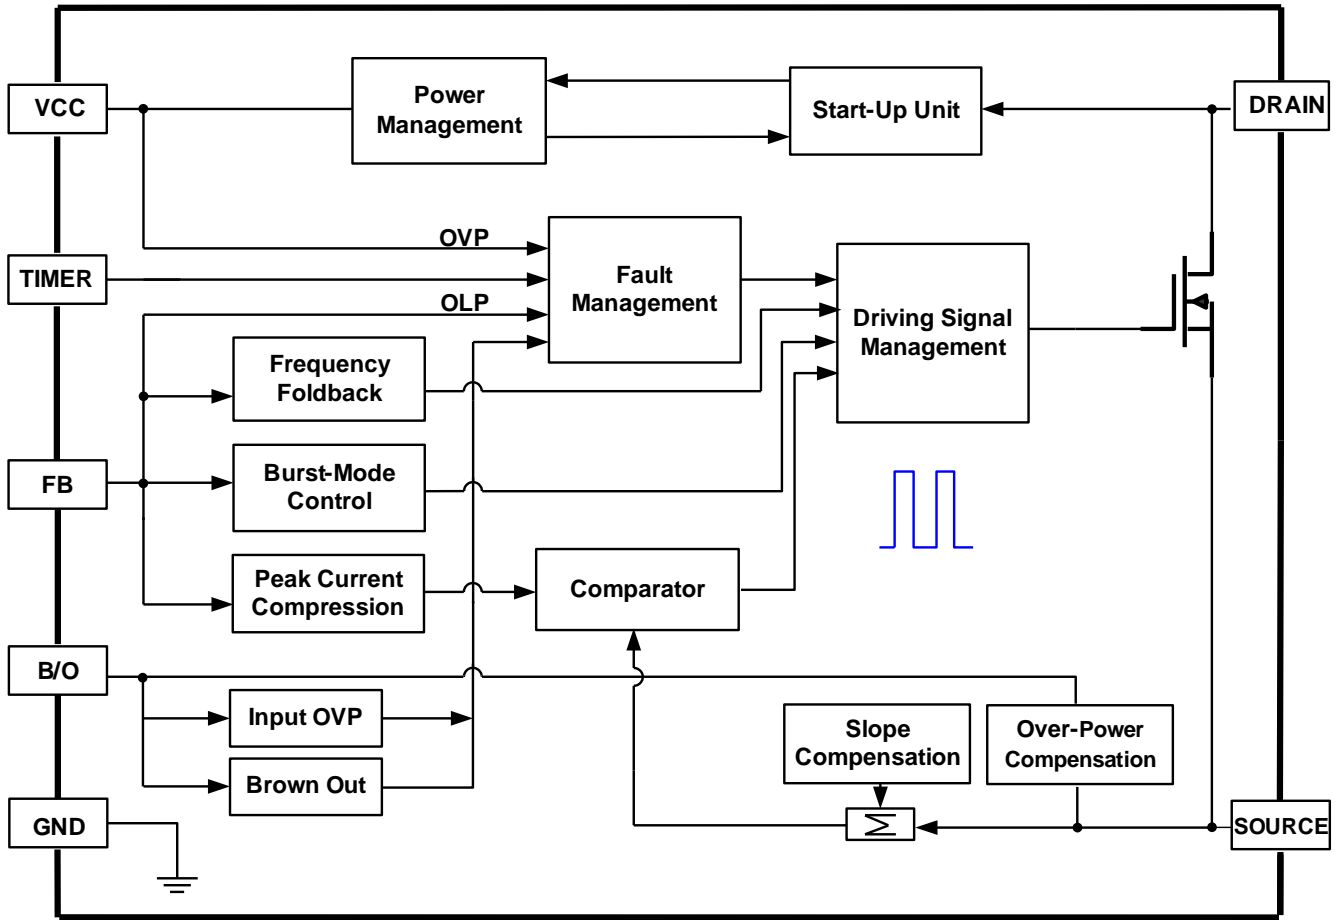 VCC
Power
Management
Start-Up Unit
DRAIN
OVP
TIMER
Fault
Management
OLP
Driving Signal
Management
Frequency
Foldback
FB
Burst-Mode
Control
Peak Current
Compression
Comparator
B/O
Input OVP
Slope
Compensation
Over-Power
Compensation
Brown Out
GND
Σ
SOURCE